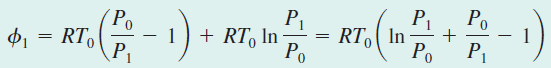 ϕ₁ = RT₀(P₀/P₁ − 1) + RT₀ ln P₁/P₀ = RT₀(ln P₁/P₀ + P₀/P₁ − 1)